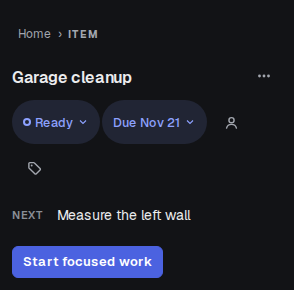 Home › ITEM
Garage cleanup
Ready Due Nov 21
NEXT Measure the left wall
Start focused work